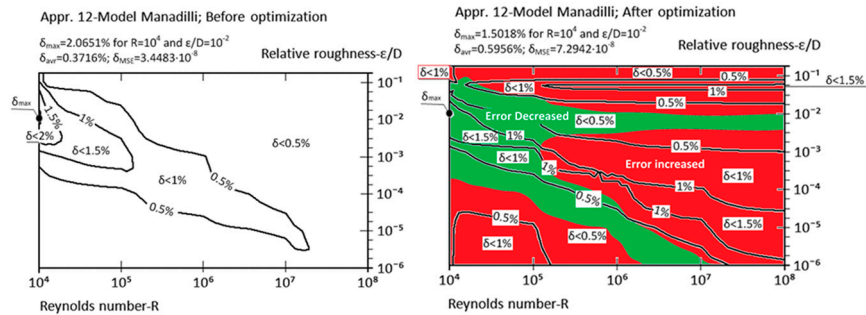 Appr. 12-Model Manadilli; Before optimization
δmax=2.0651% for R=10⁴ and ε/D=10⁻²
δavr=0.3716%; δMSE=3.4483·10⁻⁸
Relative roughness-ε/D
δmax
1.5%
1%
δ<2%
δ<1.5%
δ<0.5%
δ<1%
0.5%
0.5%
10⁻¹
10⁻²
10⁻³
10⁻⁴
10⁻⁵
10⁻⁶
10⁴ 10⁵ 10⁶ 10⁷ 10⁸
Reynolds number-R
Appr. 12-Model Manadilli; After optimization
δmax=1.5018% for R=10⁴ and ε/D=10⁻²
δavr=0.5956%; δMSE=7.2942·10⁻⁸
Relative roughness-ε/D
δ<1%
δ<0.5%
0.5%
δ<1%
1%
δ<1.5%
0.5%
δmax
Error Decreased
δ<0.5%
δ<1.5%
1%
0.5%
δ<1%
1%
Error increased
1%
δ<1%
0.5%
1%
δ<1.5%
0.5%
δ<0.5%
δ<1%
10⁻¹
10⁻²
10⁻³
10⁻⁴
10⁻⁵
10⁻⁶
10⁴ 10⁵ 10⁶ 10⁷ 10⁸
Reynolds number-R